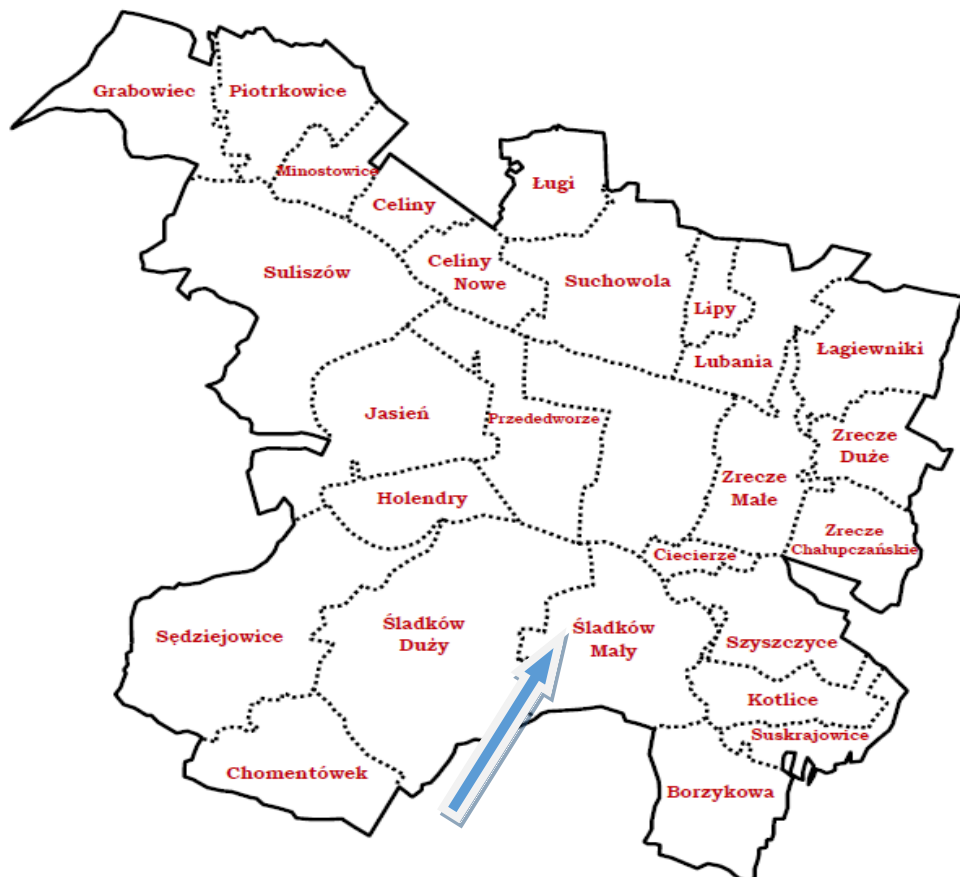 Grabowiec
Piotrkowice
Minostowice
Celiny
Ługi
Suliszów
Celiny
Nowe
Suchowola
Lipy
Lubania
Łagiewniki
Jasień
Przededworze
Zrecze
Duże
Zrecze
Małe
Holendry
Zrecze
Chałupczańskie
Ciecierze
Sędziejowice
Śladków
Duży
Śladków
Mały
Szyszczyce
Kotlice
Suskrajowice
Chomentówek
Borzykowa